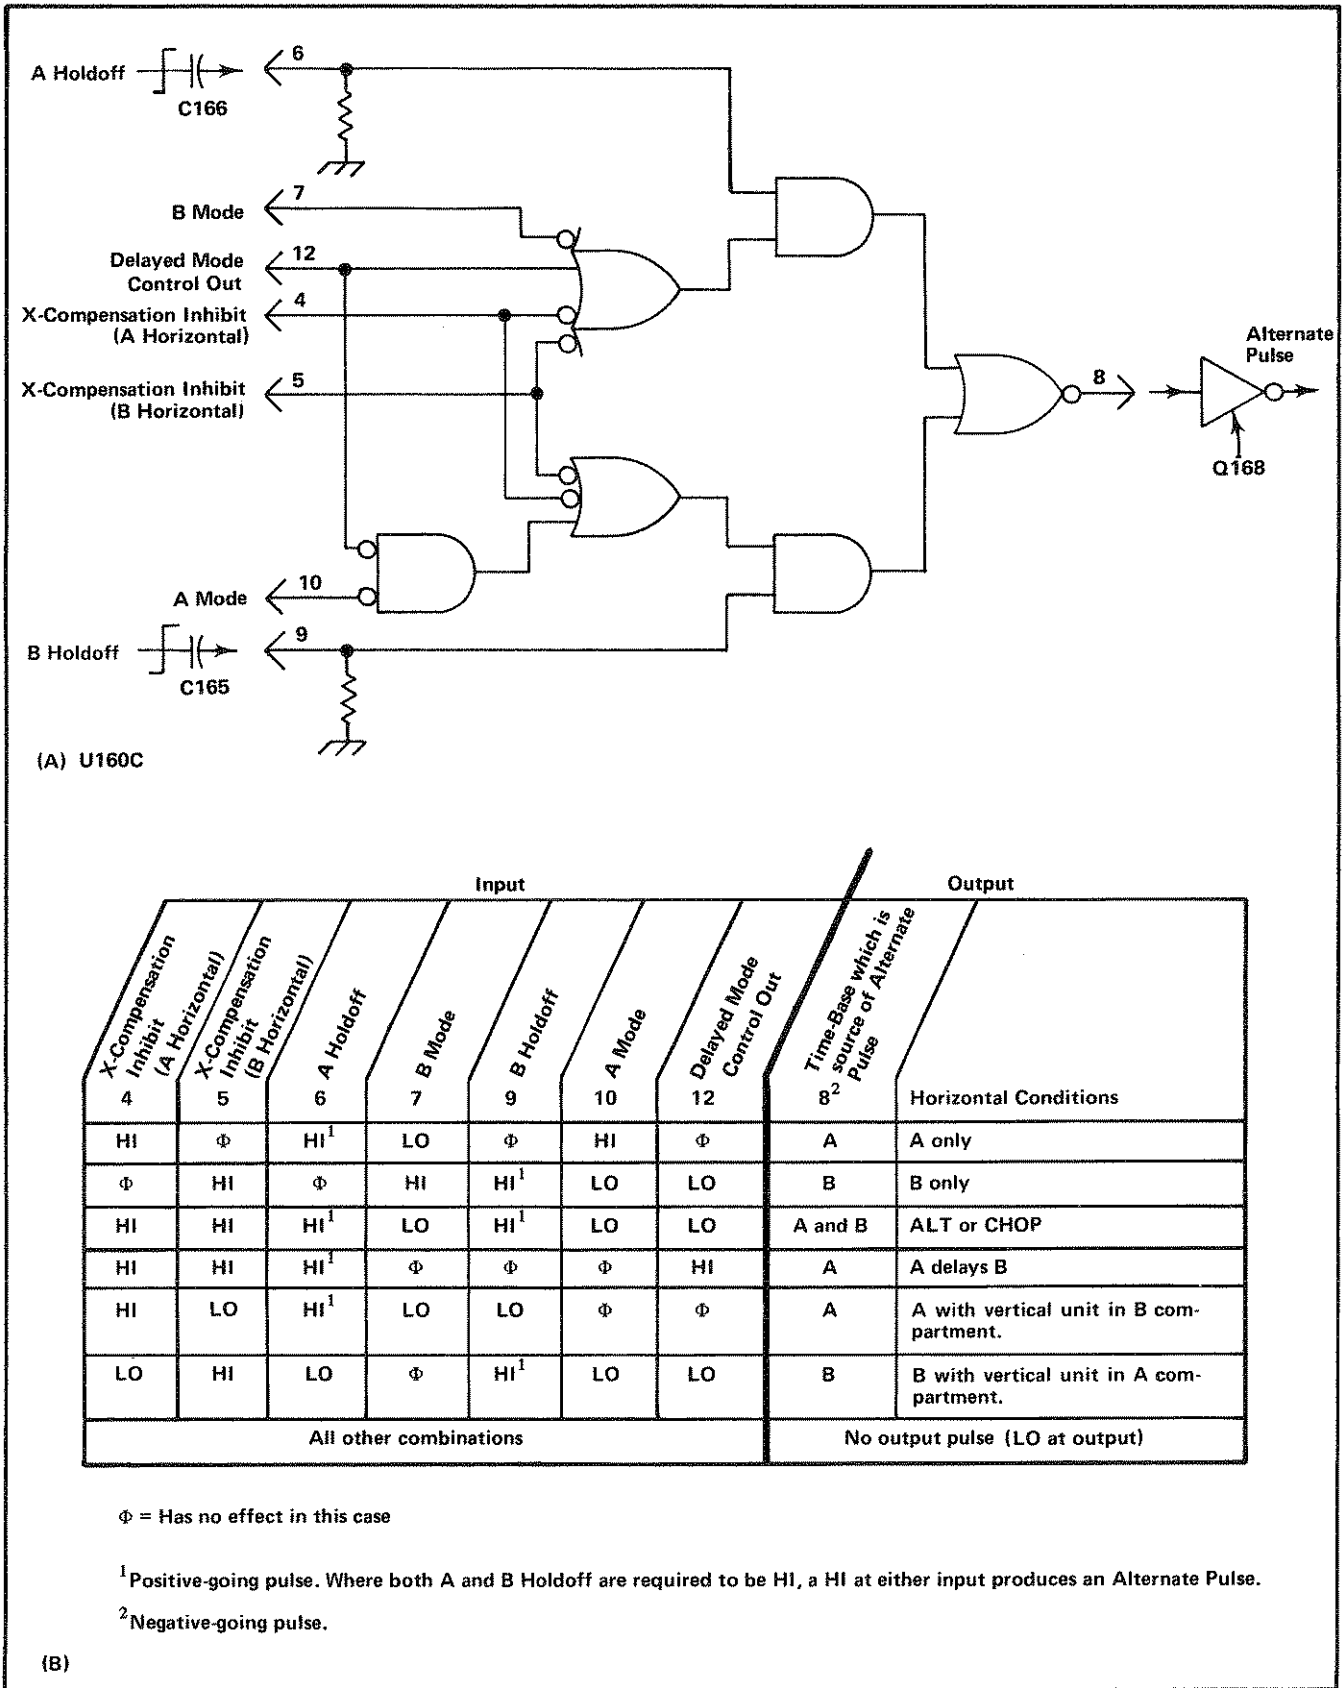 A Holdoff
C166
6
B Mode
7
Delayed Mode
Control Out
12
X-Compensation Inhibit
(A Horizontal)
4
X-Compensation Inhibit
(B Horizontal)
5
A Mode
10
B Holdoff
C165
9
8
Alternate
Pulse
Q168
(A) U160C
Input Output
X-Compensation
Inhibit
(A Horizontal)
X-Compensation
Inhibit
(B Horizontal)
A Holdoff
B Mode
B Holdoff
A Mode
Delayed Mode
Control Out
Time-Base which is
source of Alternate
Pulse
4 5 6 7 9 10 12 8² Horizontal Conditions
HI Φ HI¹ LO Φ HI Φ A A only
Φ HI Φ HI HI¹ LO LO B B only
HI HI HI¹ LO HI¹ LO LO A and B ALT or CHOP
HI HI HI¹ Φ Φ Φ HI A A delays B
HI LO HI¹ LO LO Φ Φ A A with vertical unit in B com-
partment.
LO HI LO Φ HI¹ LO LO B B with vertical unit in A com-
partment.
All other combinations No output pulse (LO at output)
Φ = Has no effect in this case
¹Positive-going pulse. Where both A and B Holdoff are required to be HI, a HI at either input produces an Alternate Pulse.
²Negative-going pulse.
(B)